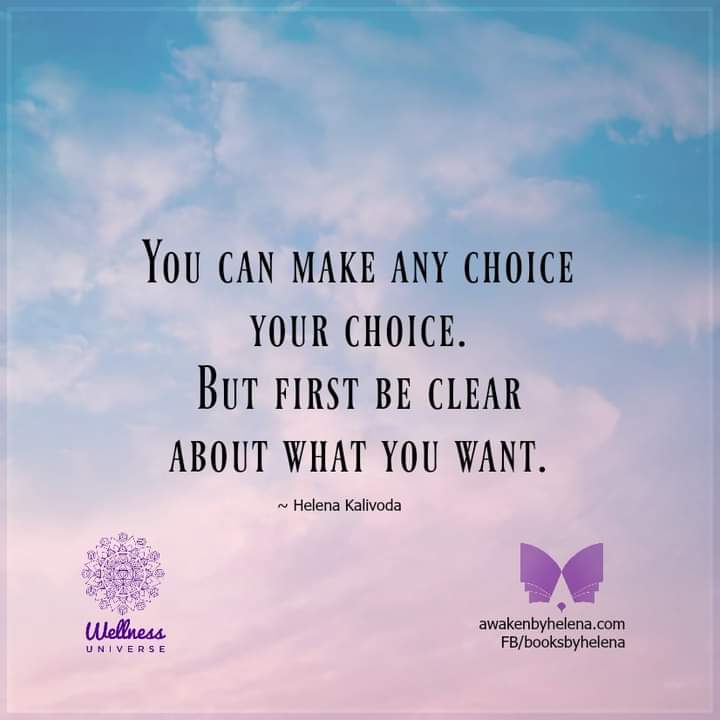 You can make any choice
your choice.
But first be clear
about what you want.
~ Helena Kalivoda
Wellness
UNIVERSE
awakenbyhelena.com
FB/booksbyhelena